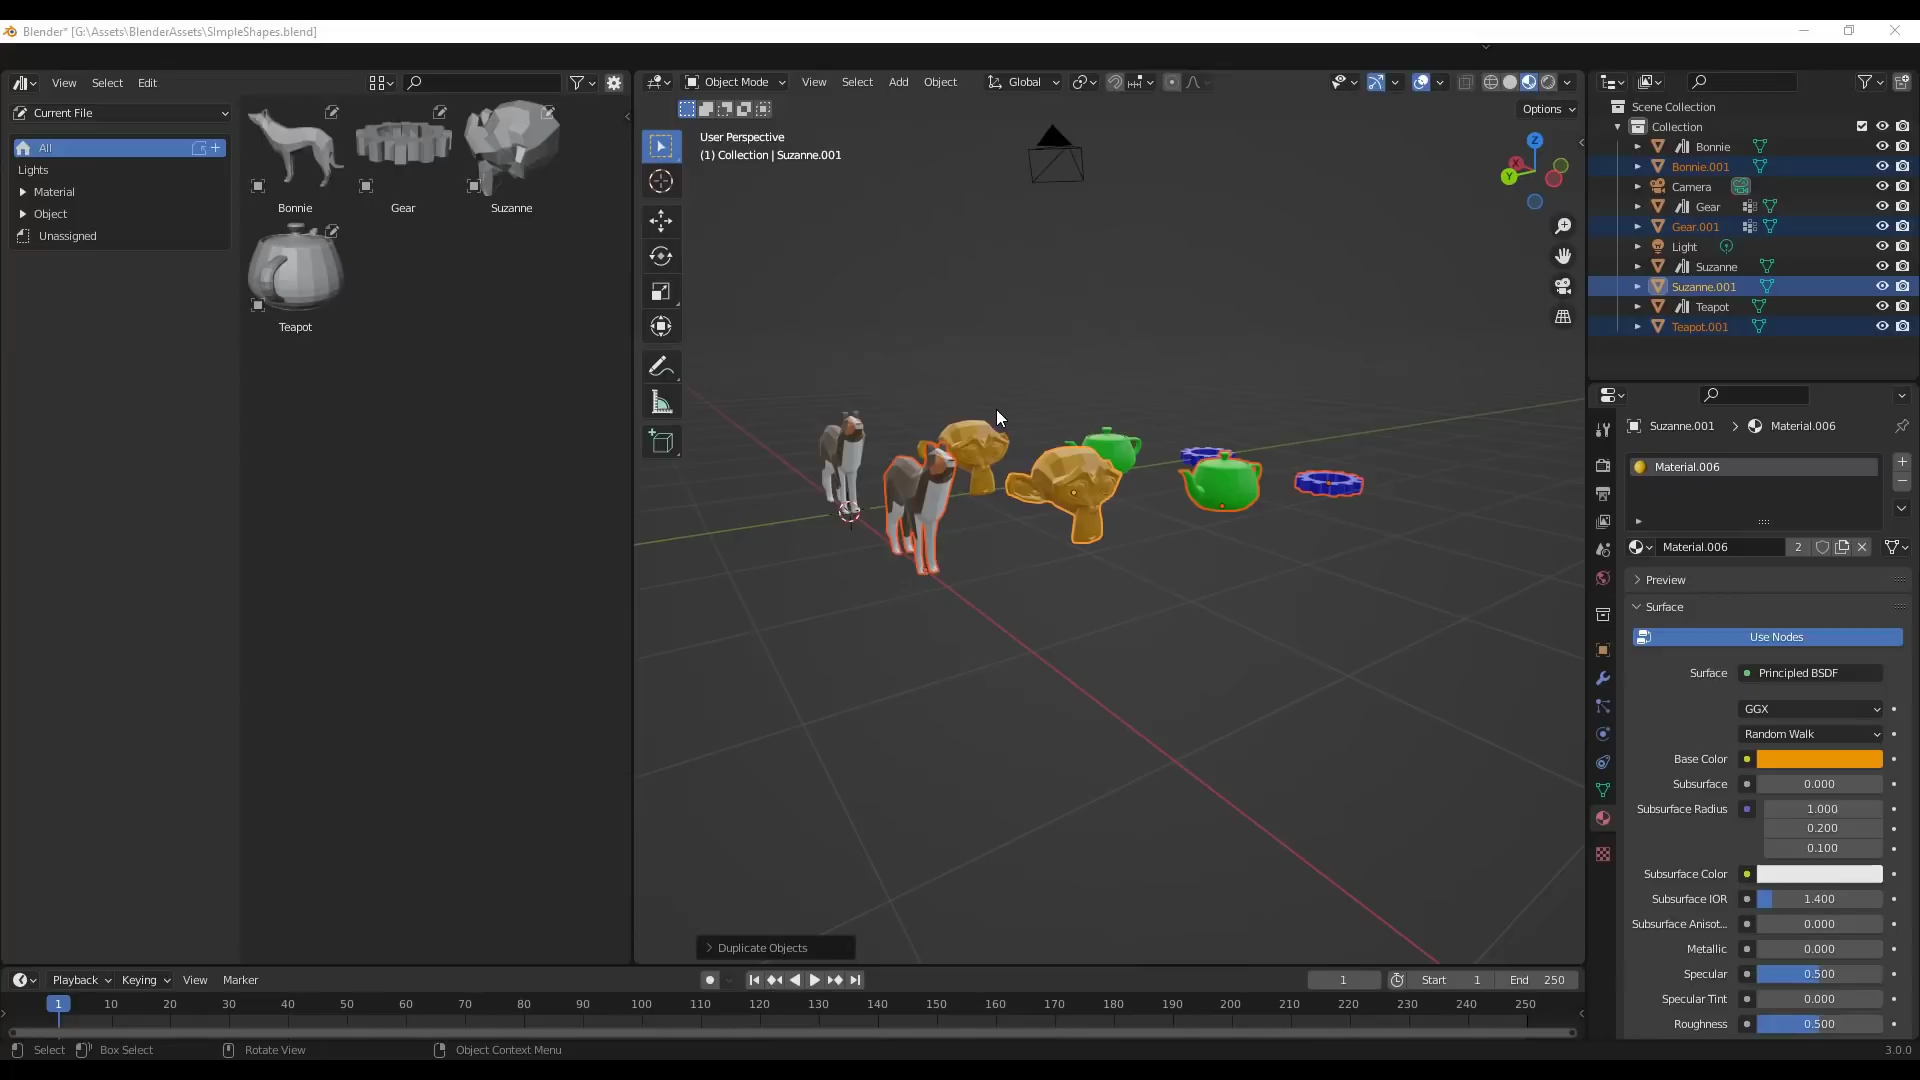 Blender* [G:\Assets\BlenderAssets\SImpleShapes.blend]
View Select Edit
Object Mode View Select Add Object Global
Current File
Options
All
Lights
Material
Object
Unassigned
Bonnie Gear Suzanne
Teapot
User Perspective
(1) Collection | Suzanne.001
Z
X
Y
Scene Collection
Collection
Bonnie
Bonnie.001
Camera
Gear
Gear.001
Light
Suzanne
Suzanne.001
Teapot
Teapot.001
Suzanne.001 > Material.006
Material.006
Material.006 2
Preview
Surface
Use Nodes
Surface Principled BSDF
GGX
Random Walk
Base Color
Subsurface 0.000
Subsurface Radius 1.000
0.200
0.100
Subsurface Color
Subsurface IOR 1.400
Subsurface Anisot... 0.000
Metallic 0.000
Specular 0.500
Specular Tint 0.000
Roughness 0.500
Duplicate Objects
Playback Keying View Marker 1 Start 1 End 250
1 10 20 30 40 50 60 70 80 90 100 110 120 130 140 150 160 170 180 190 200 210 220 230 240 250
Select Box Select Rotate View Object Context Menu 3.0.0